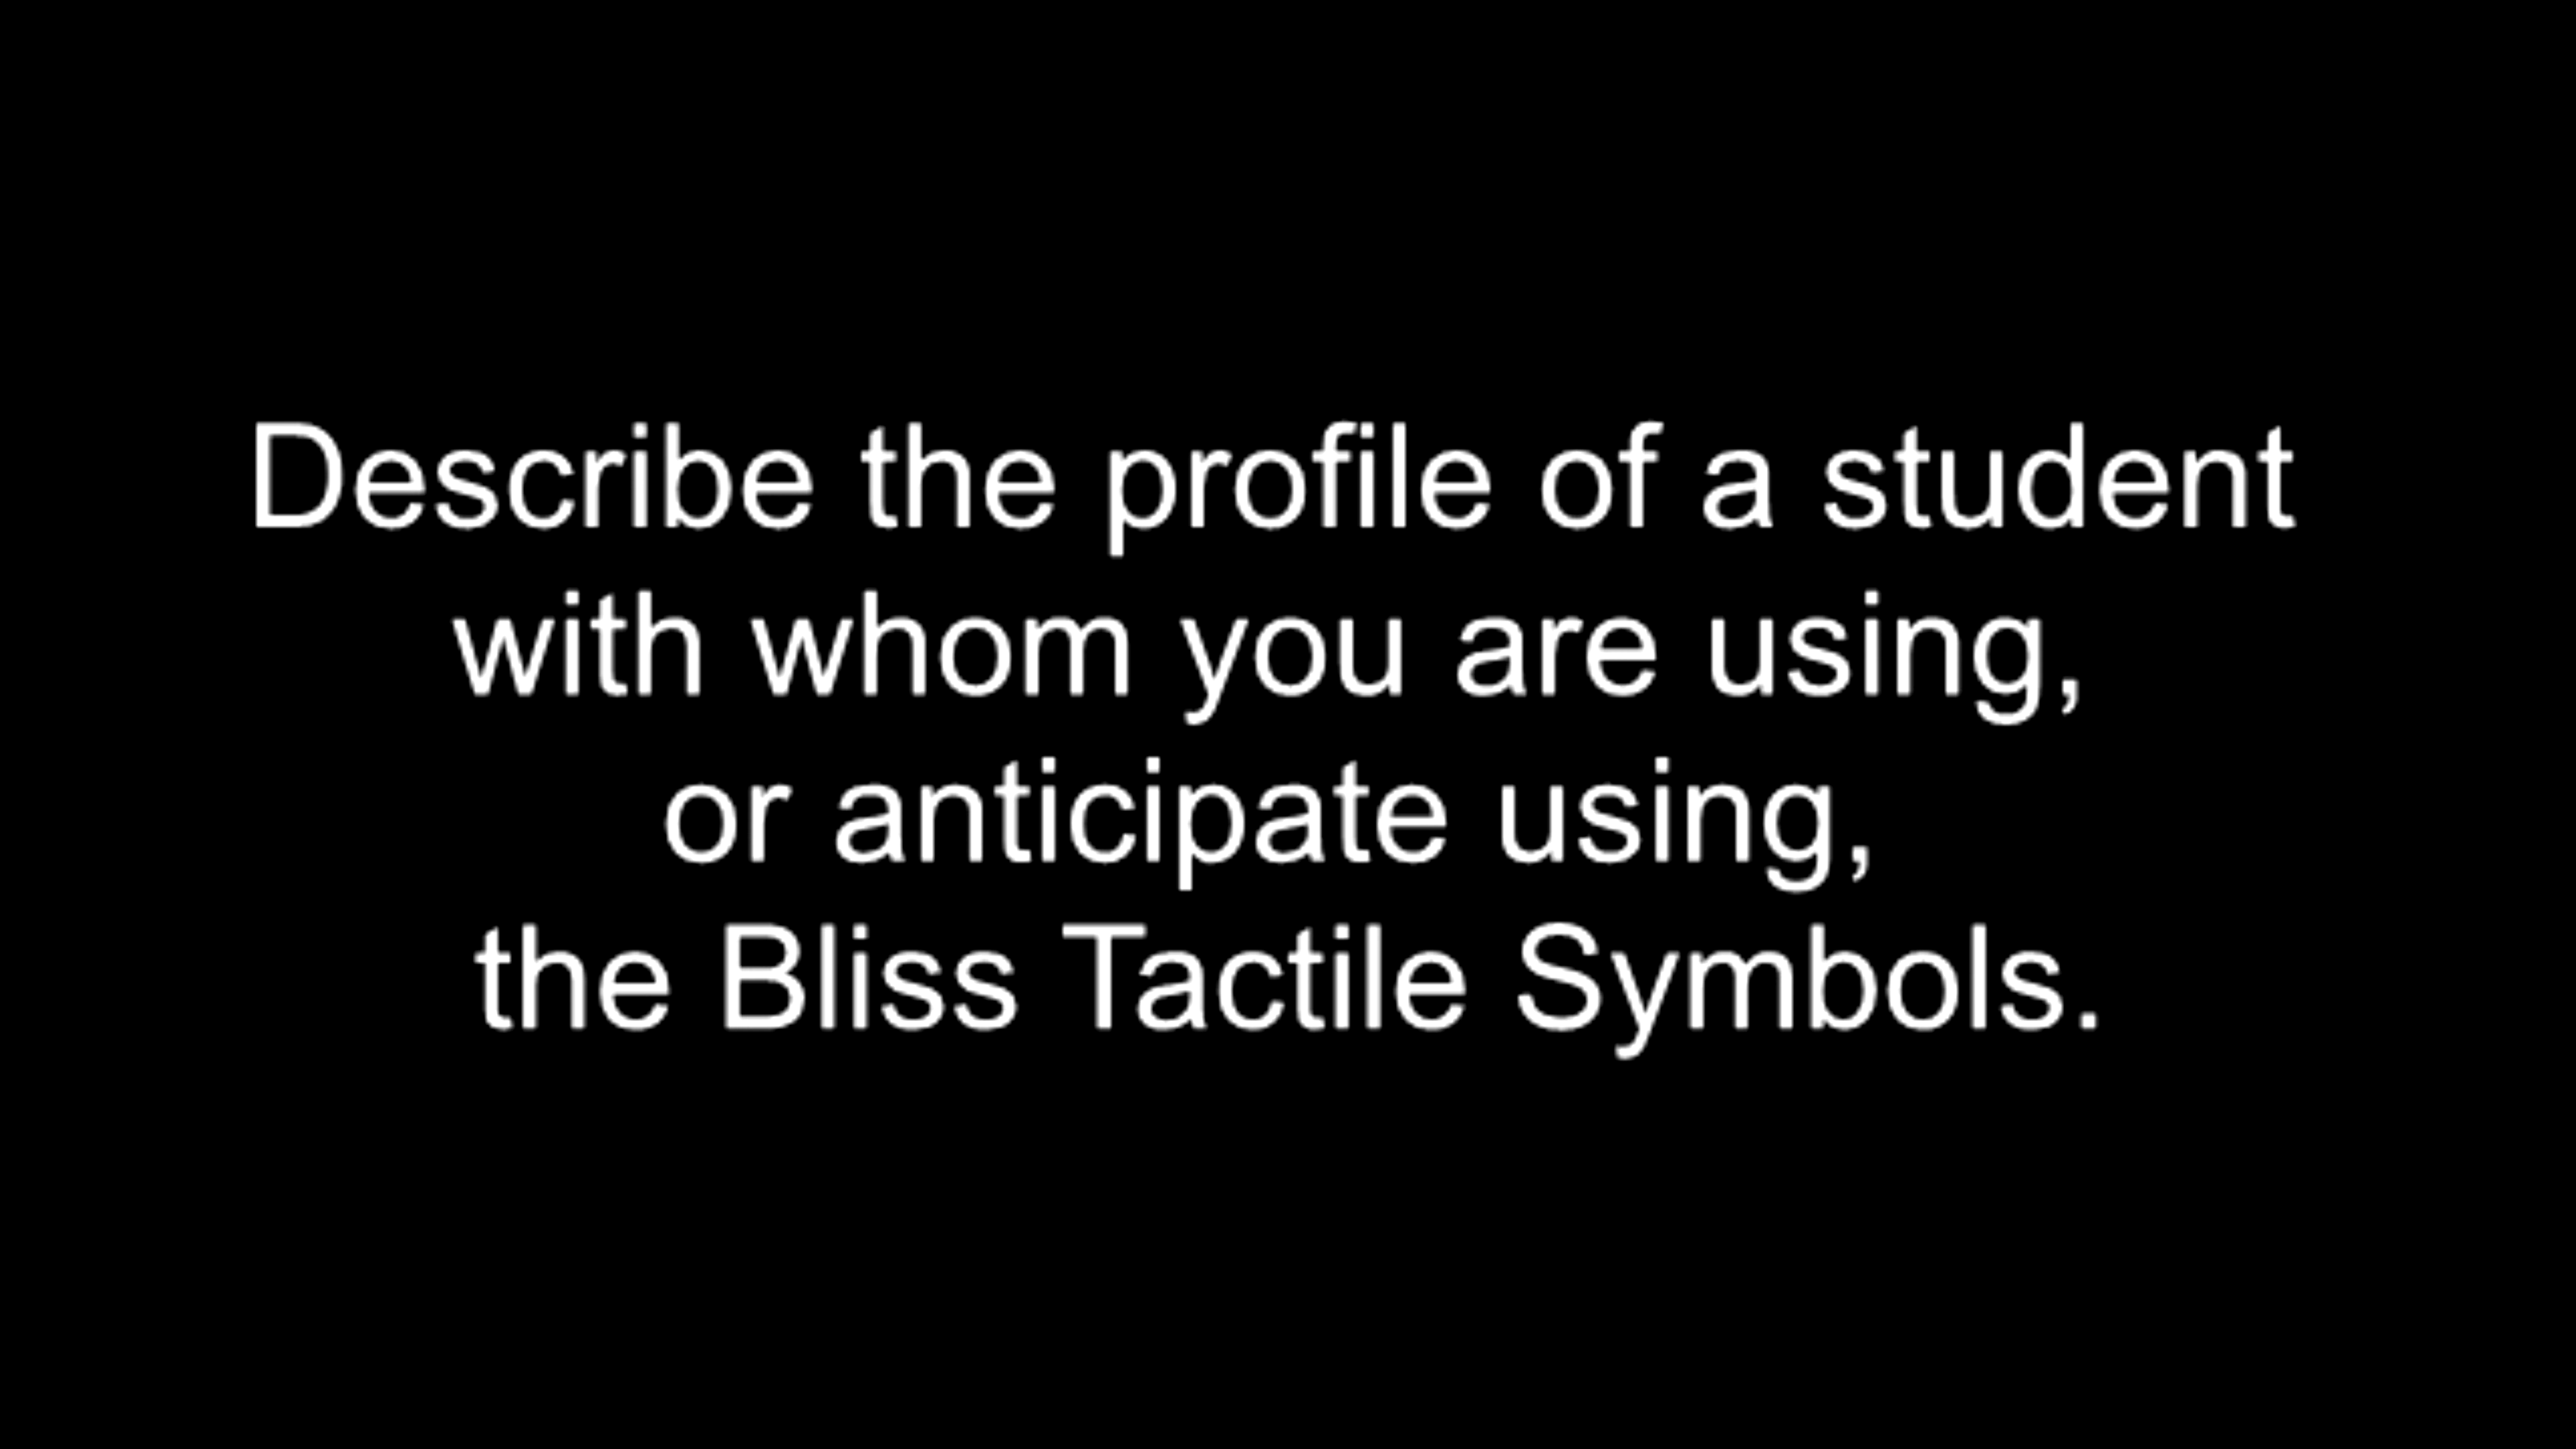 Describe the profile of a student
with whom you are using,
or anticipate using,
the Bliss Tactile Symbols.